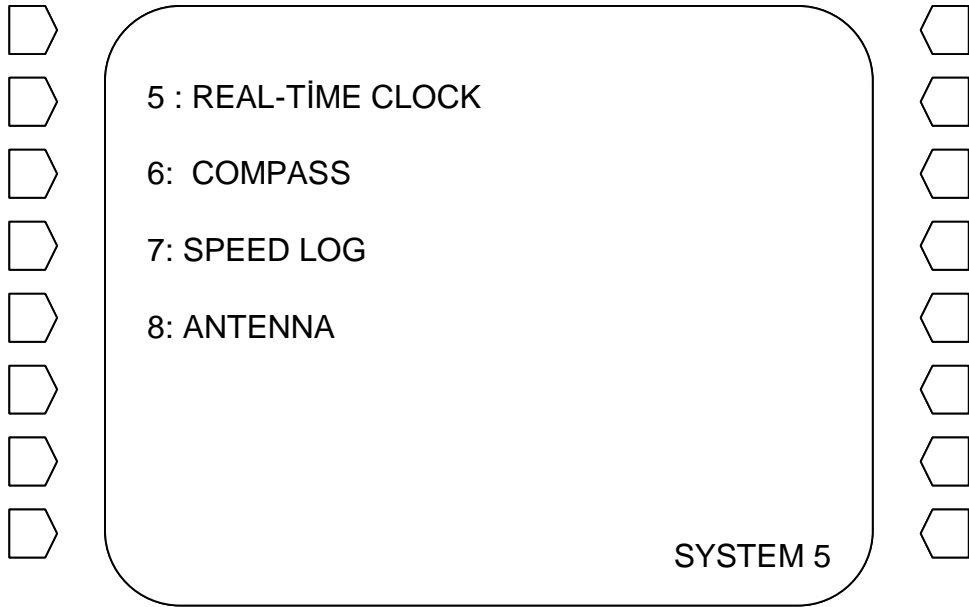 5 : REAL-TİME CLOCK
6:  COMPASS
7: SPEED LOG
8: ANTENNA
SYSTEM 5